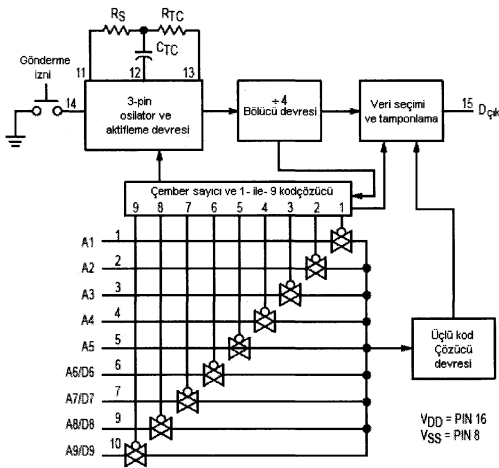 RS
RTC
CTC
Gönderme
izni
11
12
13
14
3-pin
osilator ve
aktifleme devresi
÷4
Bölücü devresi
Veri seçimi
ve tamponlama
15
Dçık
Çember sayıcı ve 1- ile- 9 kodçözücü
9 8 7 6 5 4 3 2 1
A1 1
A2 2
A3 3
A4 4
A5 5
A6/D6 6
A7/D7 7
A8/D8 9
A9/D9 10
Üçlü kod
Çözücü
devresi
VDD = PIN 16
VSS = PIN 8